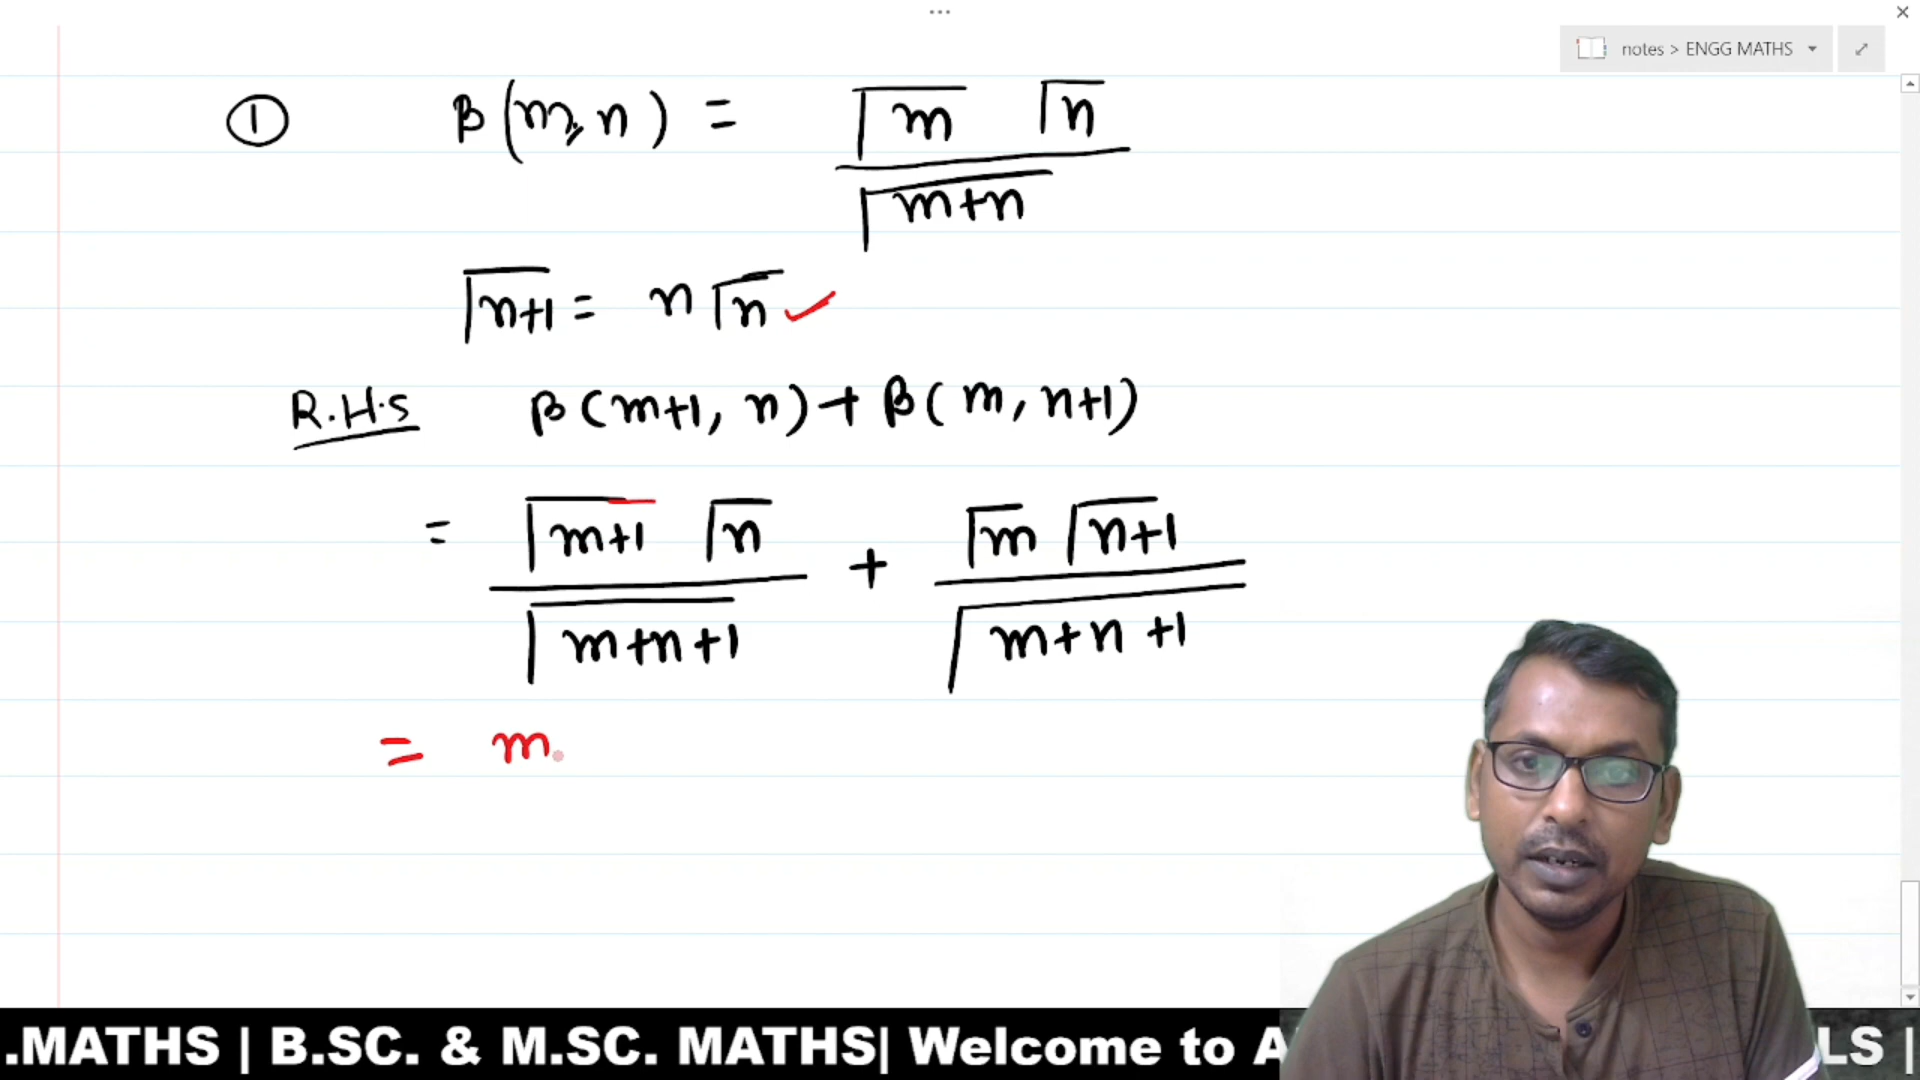 notes > ENGG MATHS
① β(m, n) = Γm Γn / Γm+n
Γn+1 = n Γn ✓
R.H.S β(m+1, n) + β(m, n+1)
= Γm+1 Γn / Γm+n+1 + Γm Γn+1 / Γm+n+1
= m
.MATHS | B.SC. & M.SC. MATHS| Welcome to A LS |